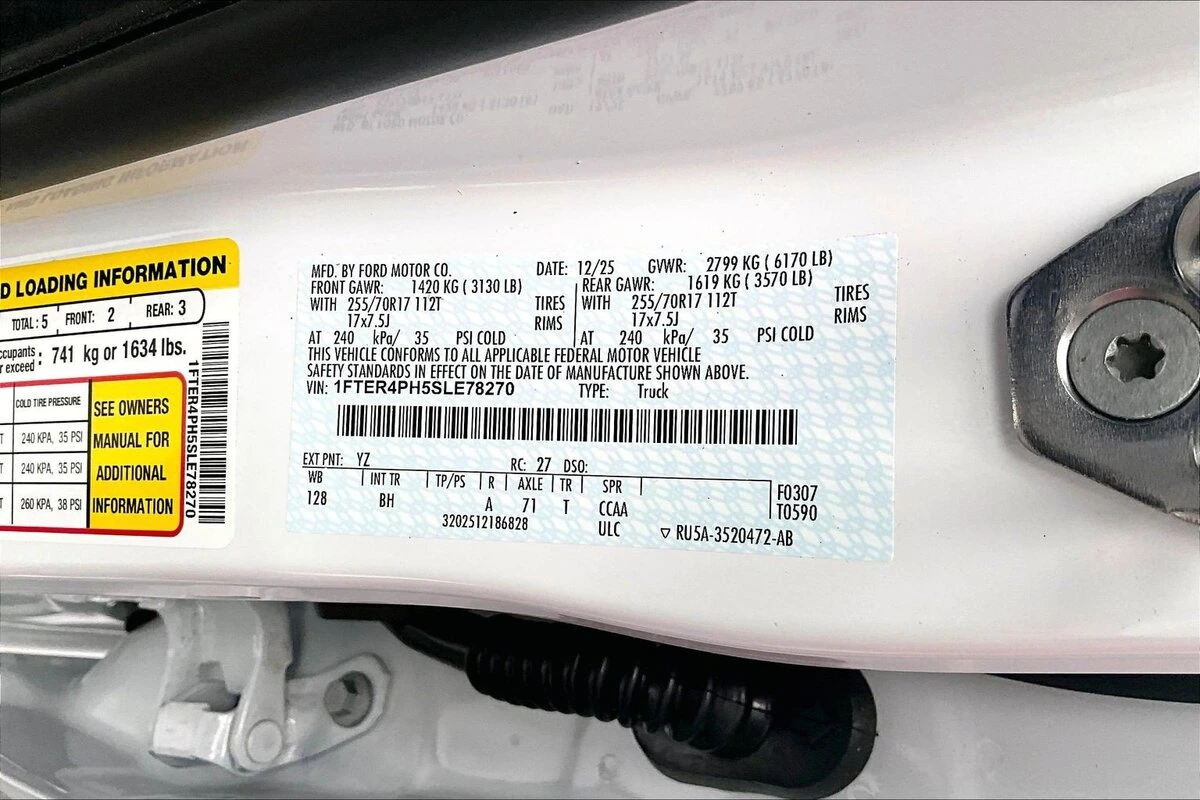 D LOADING INFORMATION
TOTAL: 5 FRONT: 2 REAR: 3
ccupants
r exceed : 741 kg or 1634 lbs.
COLD TIRE PRESSURE
T 240 KPA, 35 PSI
T 240 KPA, 35 PSI
T 260 KPA, 38 PSI
SEE OWNERS
MANUAL FOR
ADDITIONAL
INFORMATION
1FTER4PH5SLE78270
MFD. BY FORD MOTOR CO. DATE: 12/25 GVWR: 2799 KG ( 6170 LB)
FRONT GAWR: 1420 KG ( 3130 LB) REAR GAWR: 1619 KG ( 3570 LB)
WITH 255/70R17 112T TIRES WITH 255/70R17 112T TIRES
17x7.5J RIMS 17x7.5J RIMS
AT 240 kPa/ 35 PSI COLD AT 240 kPa/ 35 PSI COLD
THIS VEHICLE CONFORMS TO ALL APPLICABLE FEDERAL MOTOR VEHICLE
SAFETY STANDARDS IN EFFECT ON THE DATE OF MANUFACTURE SHOWN ABOVE.
VIN: 1FTER4PH5SLE78270 TYPE: Truck
EXT PNT: YZ RC: 27 DSO:
WB INT TR TP/PS R AXLE TR SPR
128 BH A 71 T CCAA
F0307
T0590
3202512186828 ULC ▽ RU5A-3520472-AB